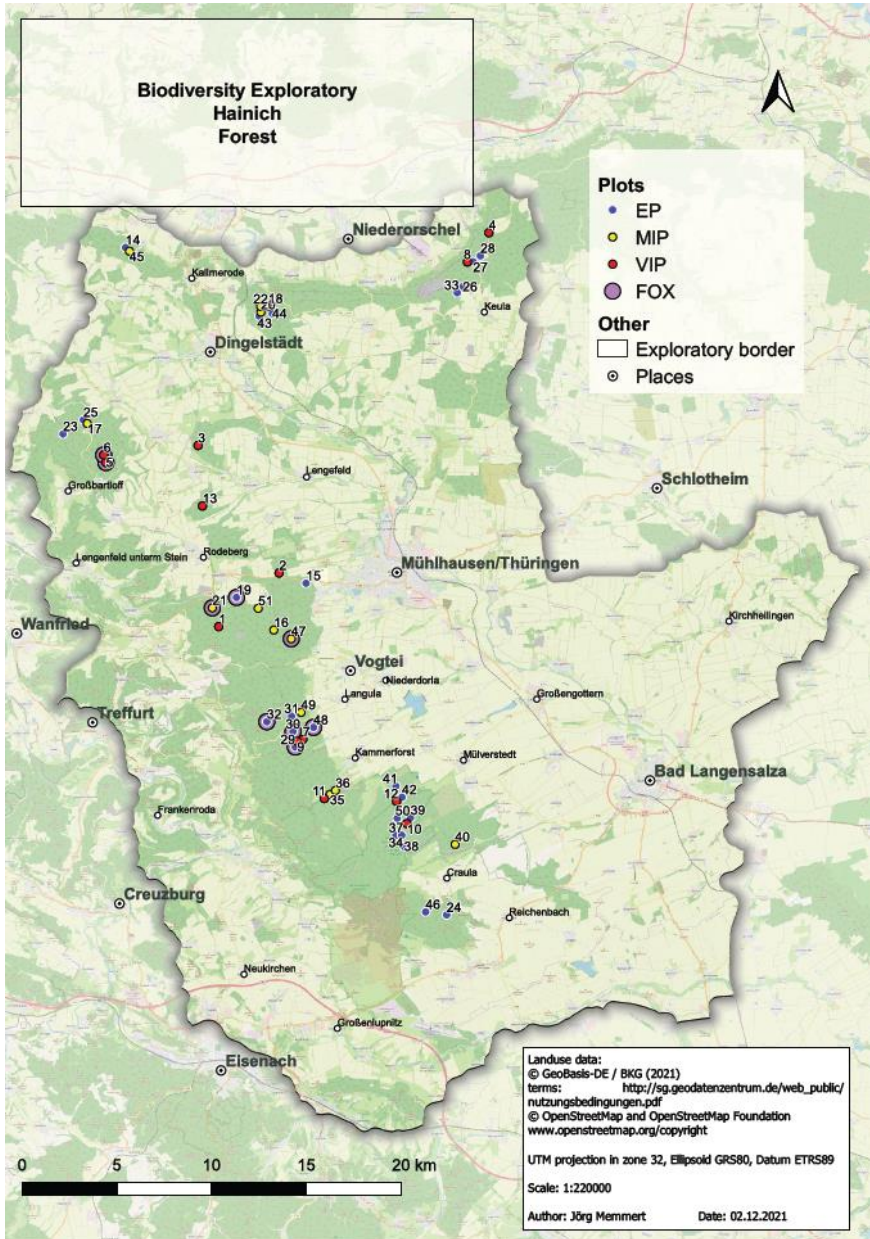 Biodiversity Exploratory
Hainich
Forest
Plots
EP
MIP
VIP
FOX
Other
Exploratory border
Places
Niederorschel
4
14
45
8
28
27
Kallmerode
33
26
22
18
43
44
Keula
Dingelstädt
25
23
17
3
6
5
Lengefeld
Großbartloff
Schlotheim
13
Lengenfeld unterm Stein
Rodeberg
2
Mühlhausen/Thüringen
15
19
21
51
Kirchheilingen
Wanfried
1
16
47
Vogtei
Niederdorla
Langula
Großengottern
Treffurt
32
31
49
30
48
29
7
9
Kammerforst
Mülverstedt
Bad Langensalza
11
36
35
41
42
12
Frankenroda
50
39
37
10
34
38
40
Craula
Creuzburg
46
24
Reichenbach
Neukirchen
Großenlupnitz
Eisenach
Landuse data:
© GeoBasis-DE / BKG (2021)
terms: http://sg.geodatenzentrum.de/web_public/
nutzungsbedingungen.pdf
© OpenStreetMap and OpenStreetMap Foundation
www.openstreetmap.org/copyright
UTM projection in zone 32, Ellipsoid GRS80, Datum ETRS89
Scale: 1:220000
Author: Jörg Memmert Date: 02.12.2021
0 5 10 15 20 km